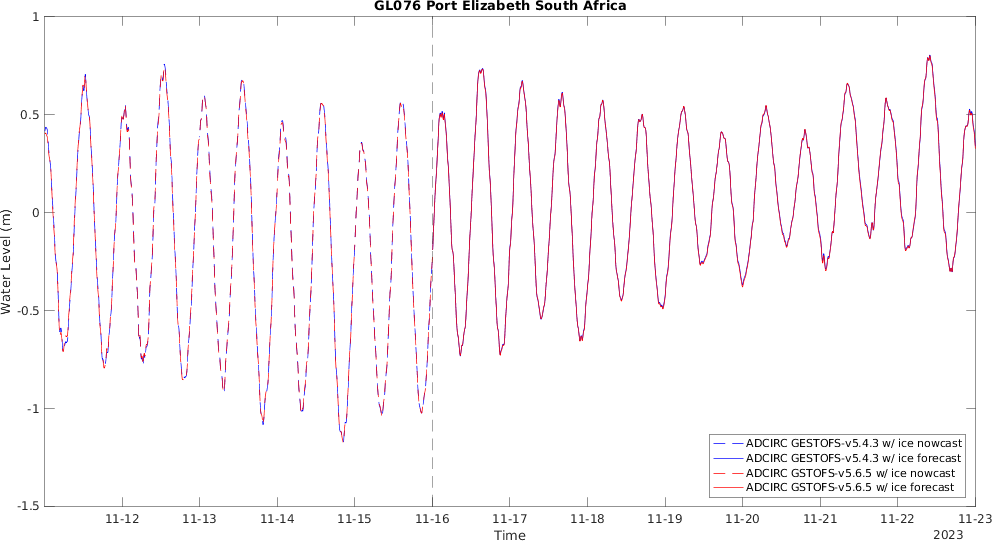 GL076 Port Elizabeth South Africa
1
0.5
0
-0.5
-1
-1.5
Water Level (m)
ADCIRC GESTOFS-v5.4.3 w/ ice nowcast
ADCIRC GESTOFS-v5.4.3 w/ ice forecast
ADCIRC GSTOFS-v5.6.5 w/ ice nowcast
ADCIRC GSTOFS-v5.6.5 w/ ice forecast
11-12 11-13 11-14 11-15 11-16 11-17 11-18 11-19 11-20 11-21 11-22 11-23
Time
2023